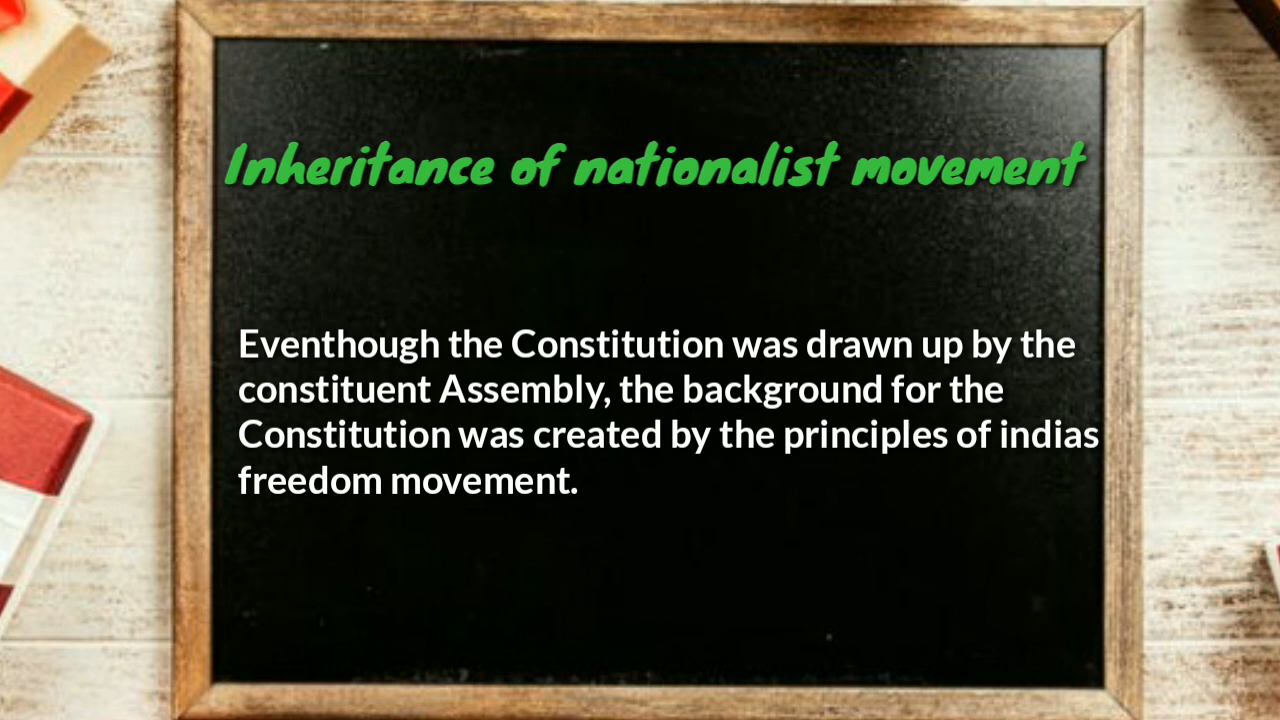 Inheritance of nationalist movement
Eventhough the Constitution was drawn up by the
constituent Assembly, the background for the
Constitution was created by the principles of indias
freedom movement.